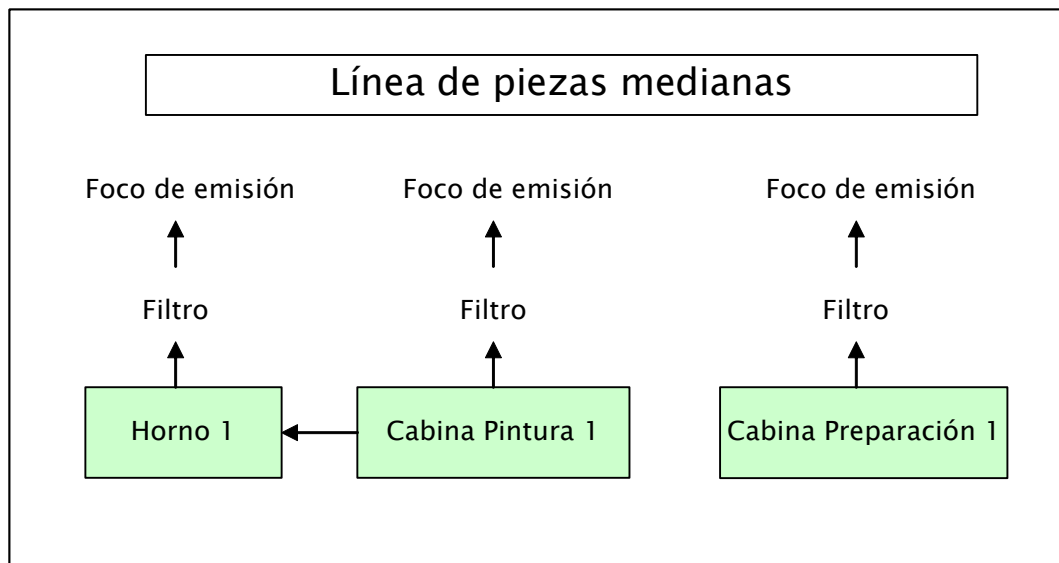 Línea de piezas medianas
Foco de emisión Foco de emisión Foco de emisión
Filtro Filtro Filtro
Horno 1 Cabina Pintura 1 Cabina Preparación 1